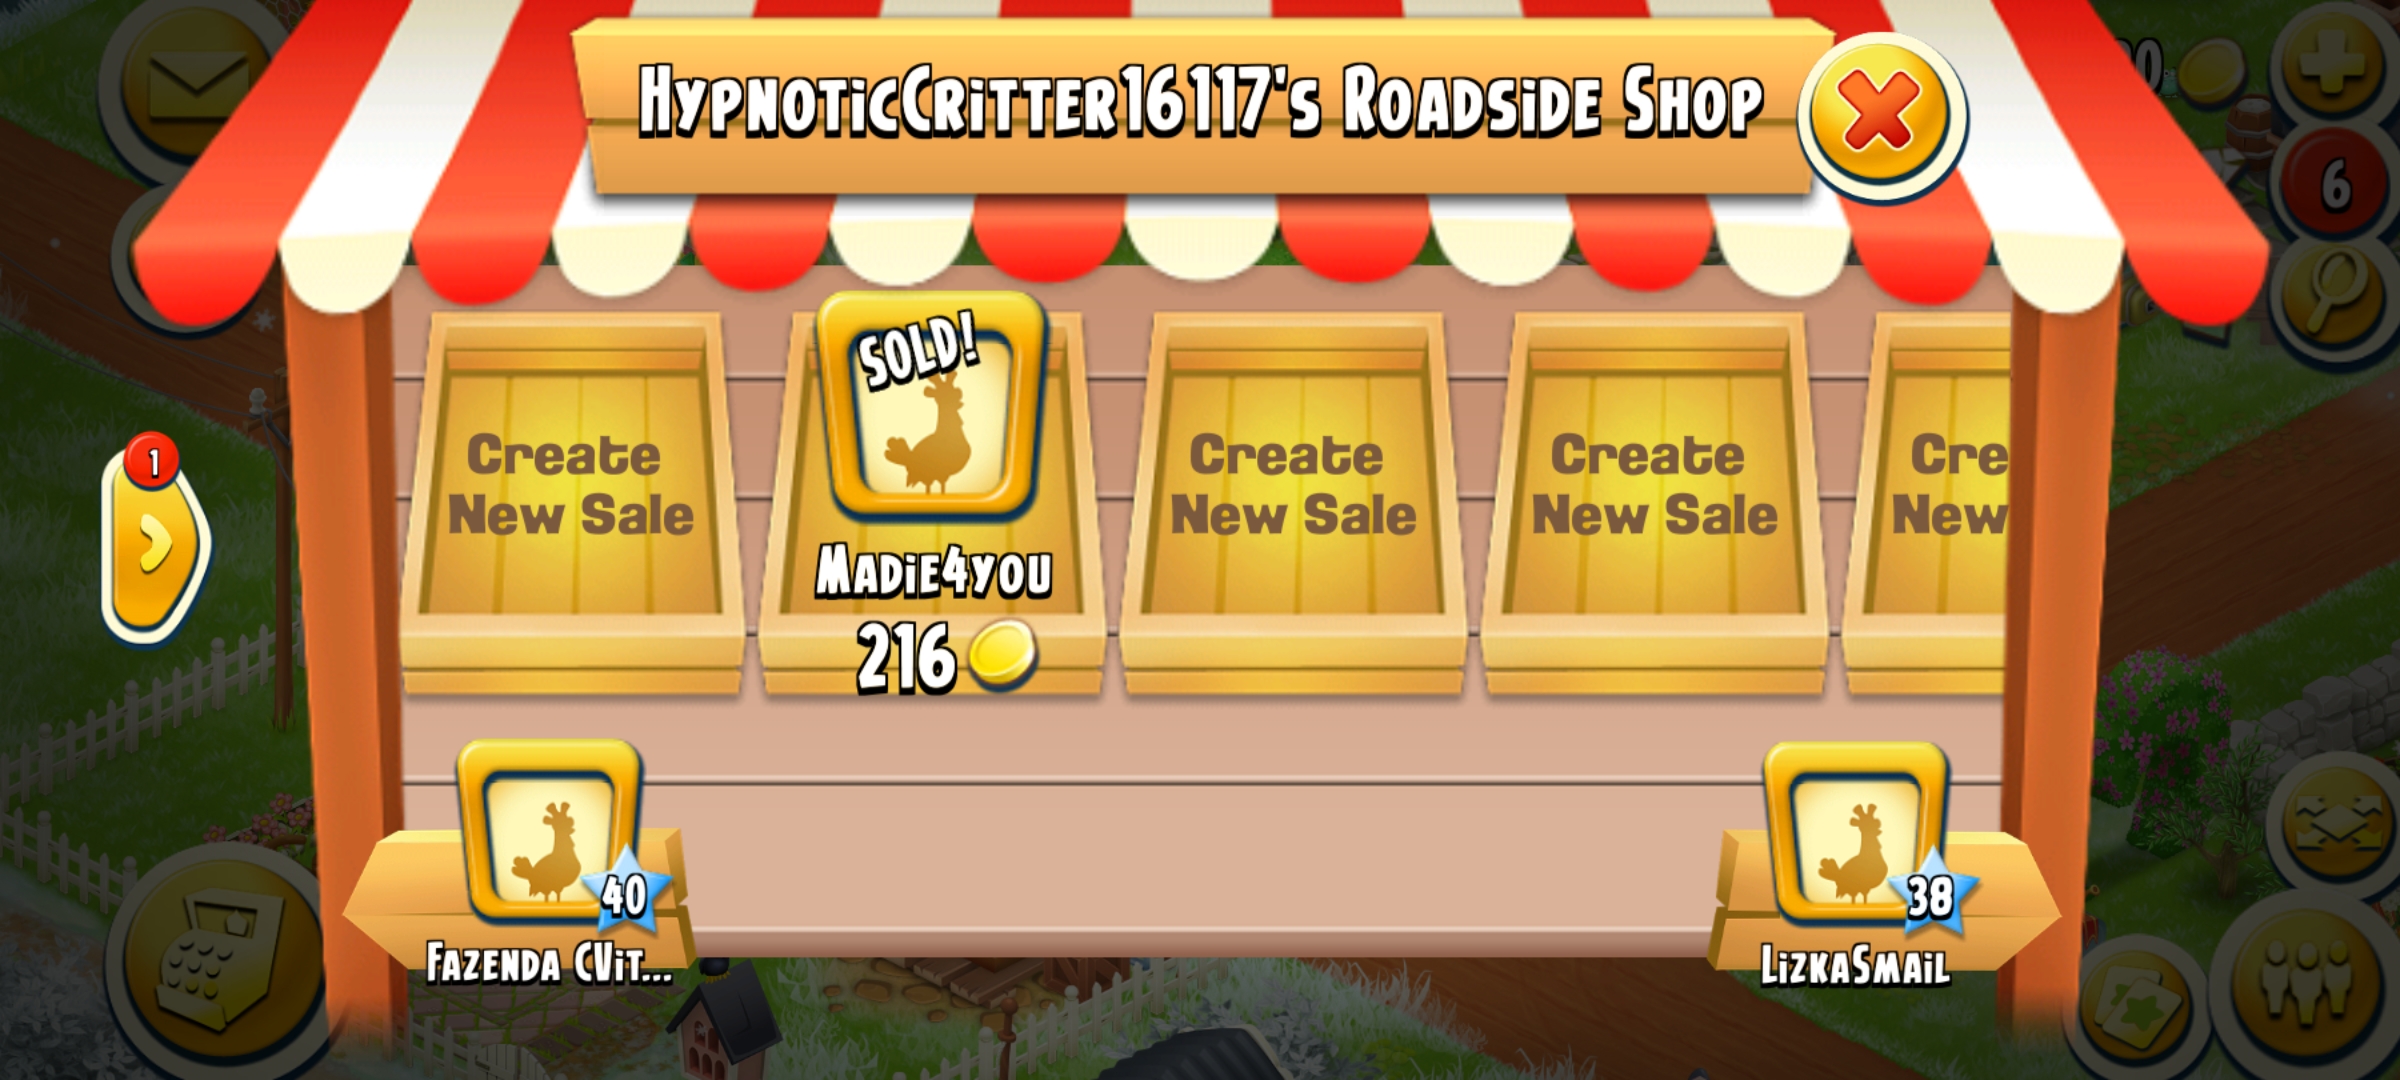 HypnoticCritter16117's Roadside Shop
6
1
Create
New Sale
SOLD!
Madie4you
216
Create
New Sale
Create
New Sale
Cre
New
40
Fazenda CVit...
38
LizkaSmail